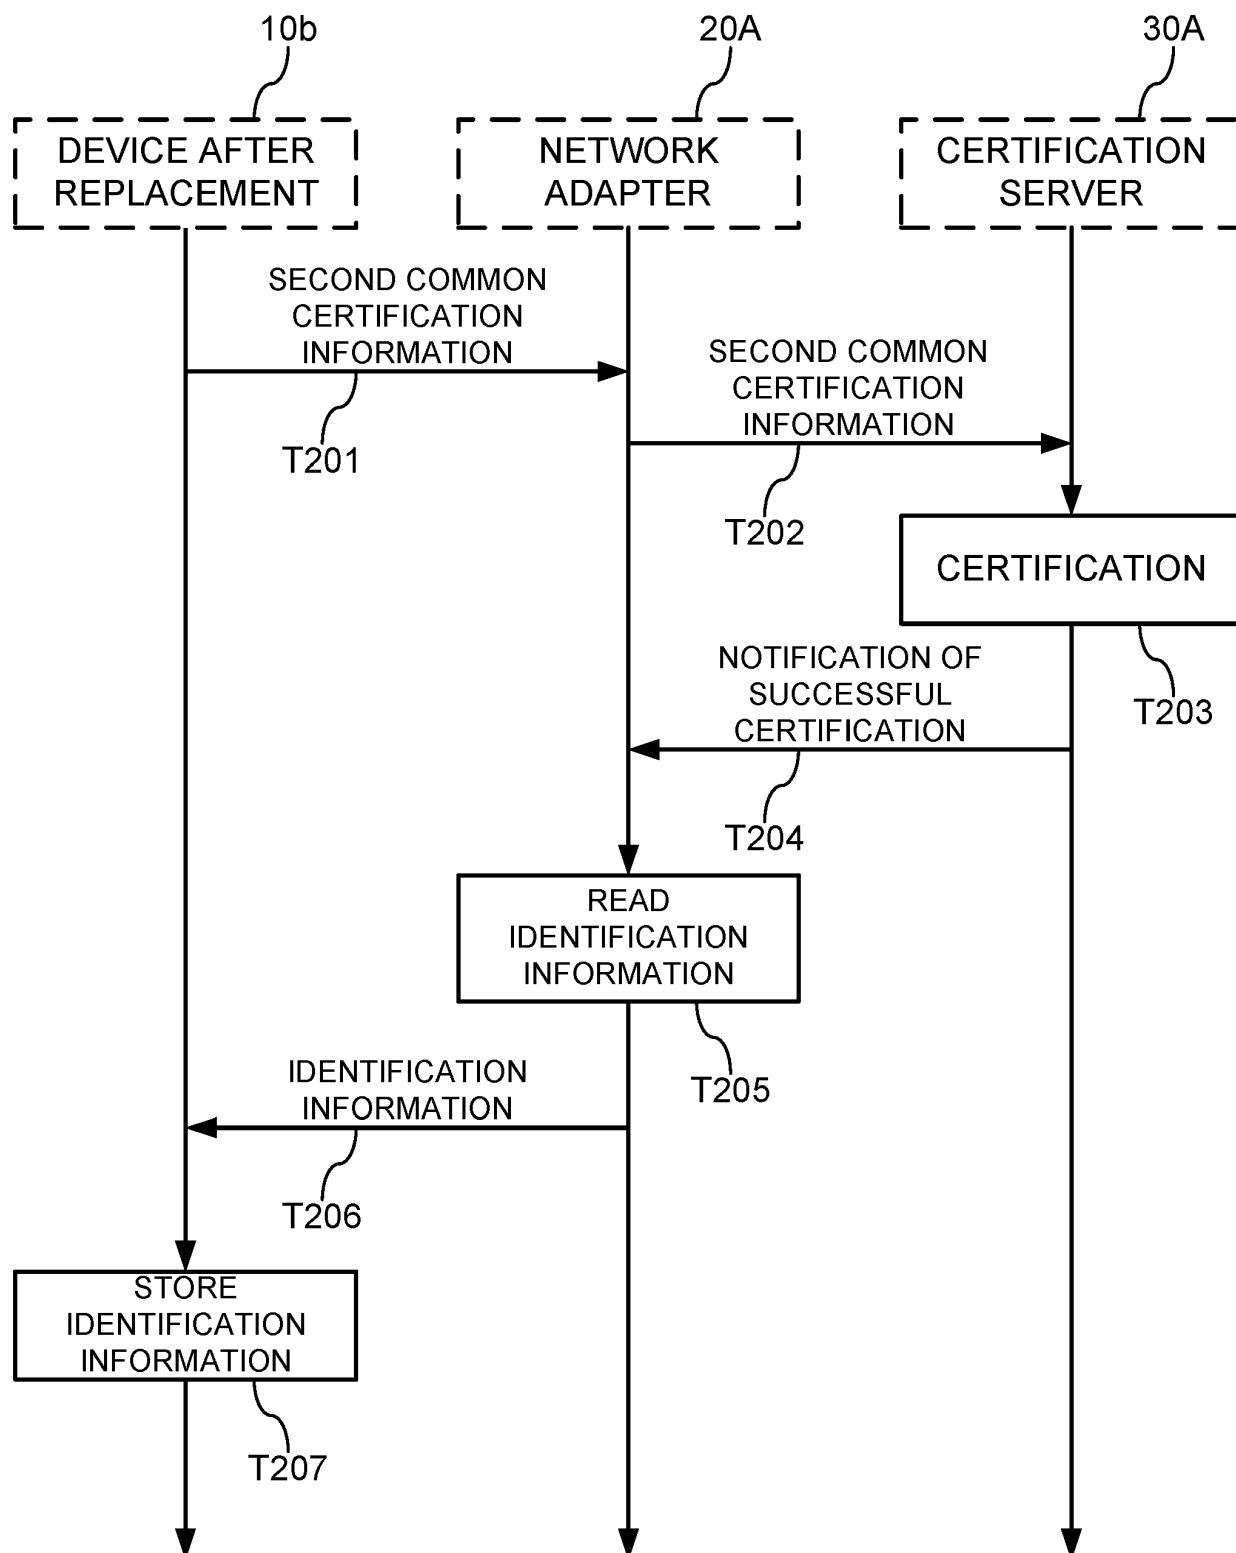 10b
20A
30A
DEVICE AFTER
REPLACEMENT
NETWORK
ADAPTER
CERTIFICATION
SERVER
SECOND COMMON
CERTIFICATION
INFORMATION
T201
SECOND COMMON
CERTIFICATION
INFORMATION
T202
CERTIFICATION
T203
NOTIFICATION OF
SUCCESSFUL
CERTIFICATION
T204
READ
IDENTIFICATION
INFORMATION
T205
IDENTIFICATION
INFORMATION
T206
STORE
IDENTIFICATION
INFORMATION
T207